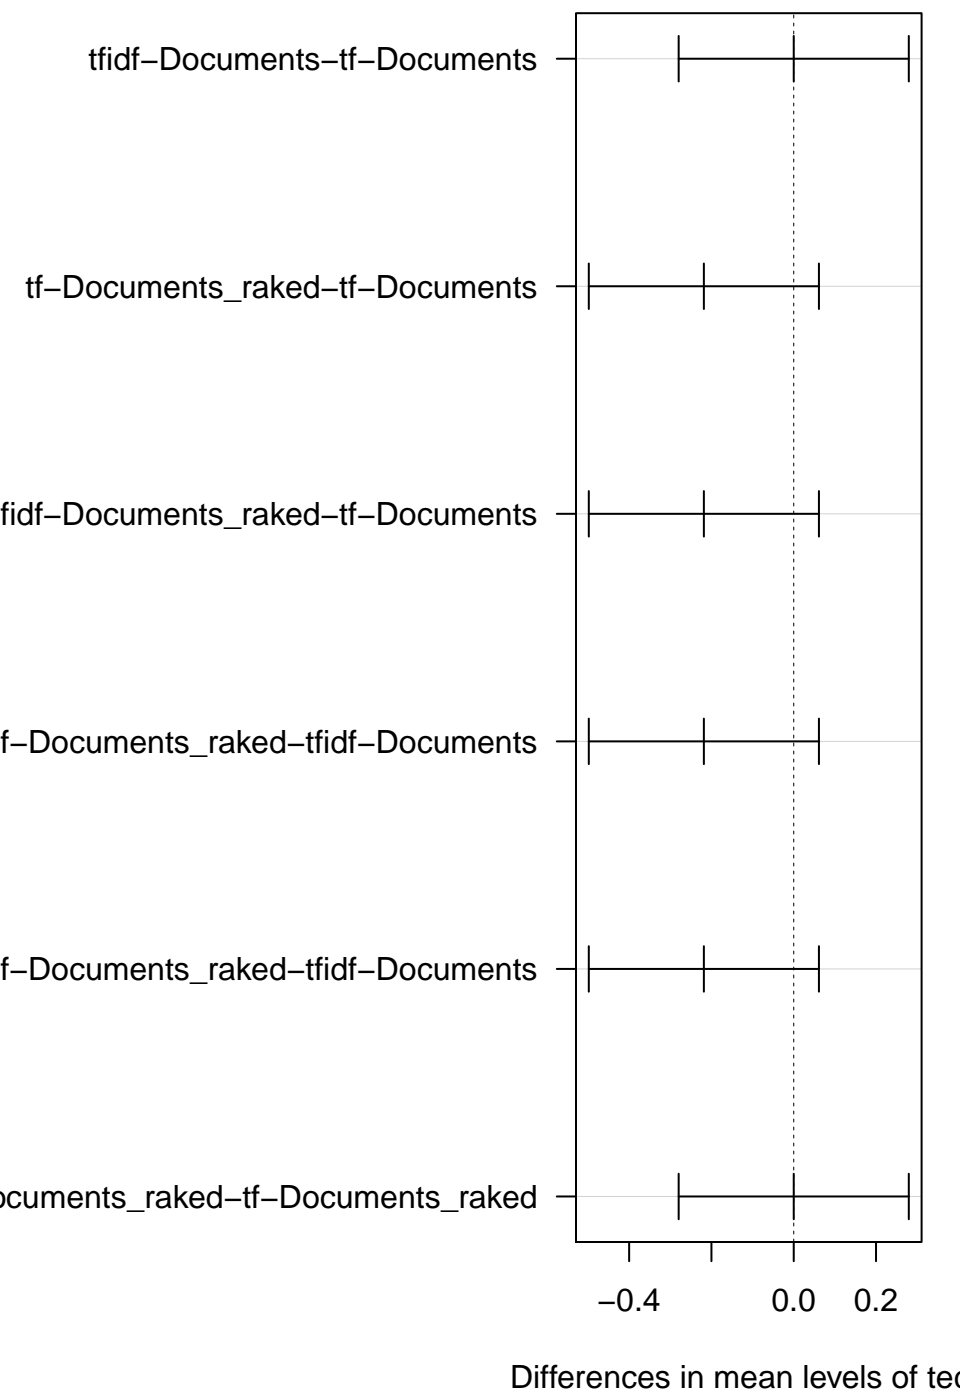 tfidf−Documents−tf−Documents
tf−Documents_raked−tf−Documents
fidf−Documents_raked−tf−Documents
f−Documents_raked−tfidf−Documents
f−Documents_raked−tfidf−Documents
ocuments_raked−tf−Documents_raked
−0.4 0.0 0.2
Differences in mean levels of tec